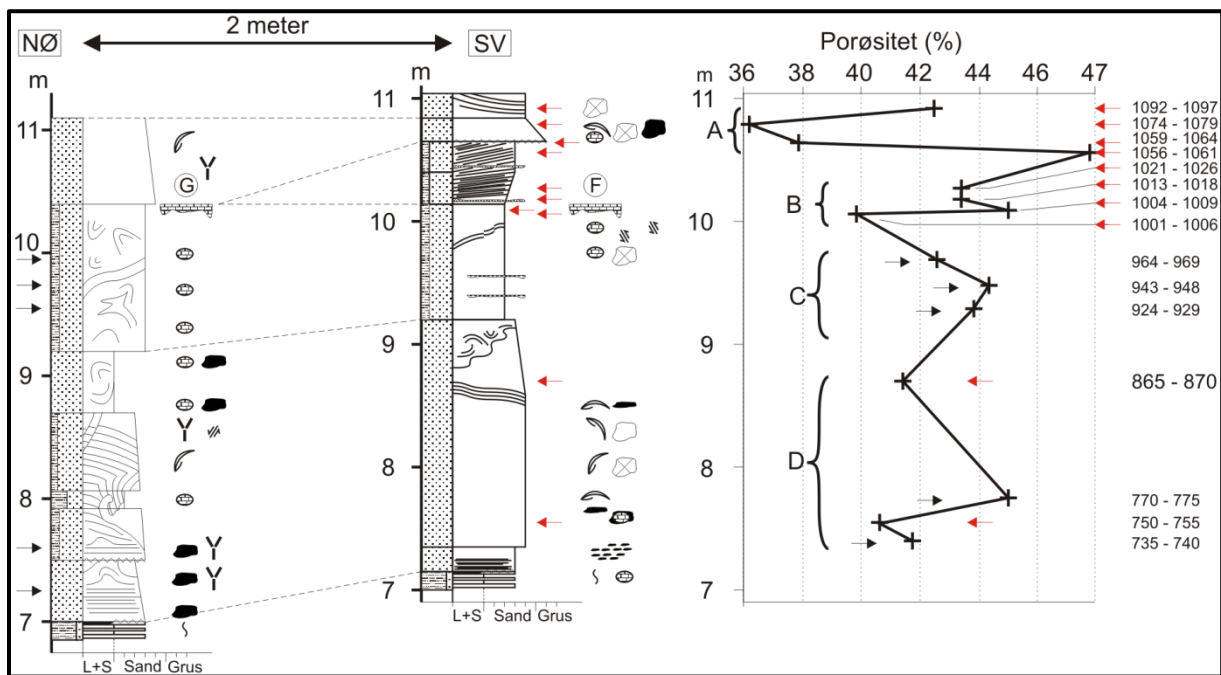 NØ
2 meter
SV
m
11
10
9
8
7
G
L+S
Sand
Grus
m
11
10
9
8
7
F
L+S
Sand
Grus
Porøsitet (%)
m
36
38
40
42
44
46
47
11
10
9
8
7
A
B
C
D
1092 - 1097
1074 - 1079
1059 - 1064
1056 - 1061
1021 - 1026
1013 - 1018
1004 - 1009
1001 - 1006
964 - 969
943 - 948
924 - 929
865 - 870
770 - 775
750 - 755
735 - 740